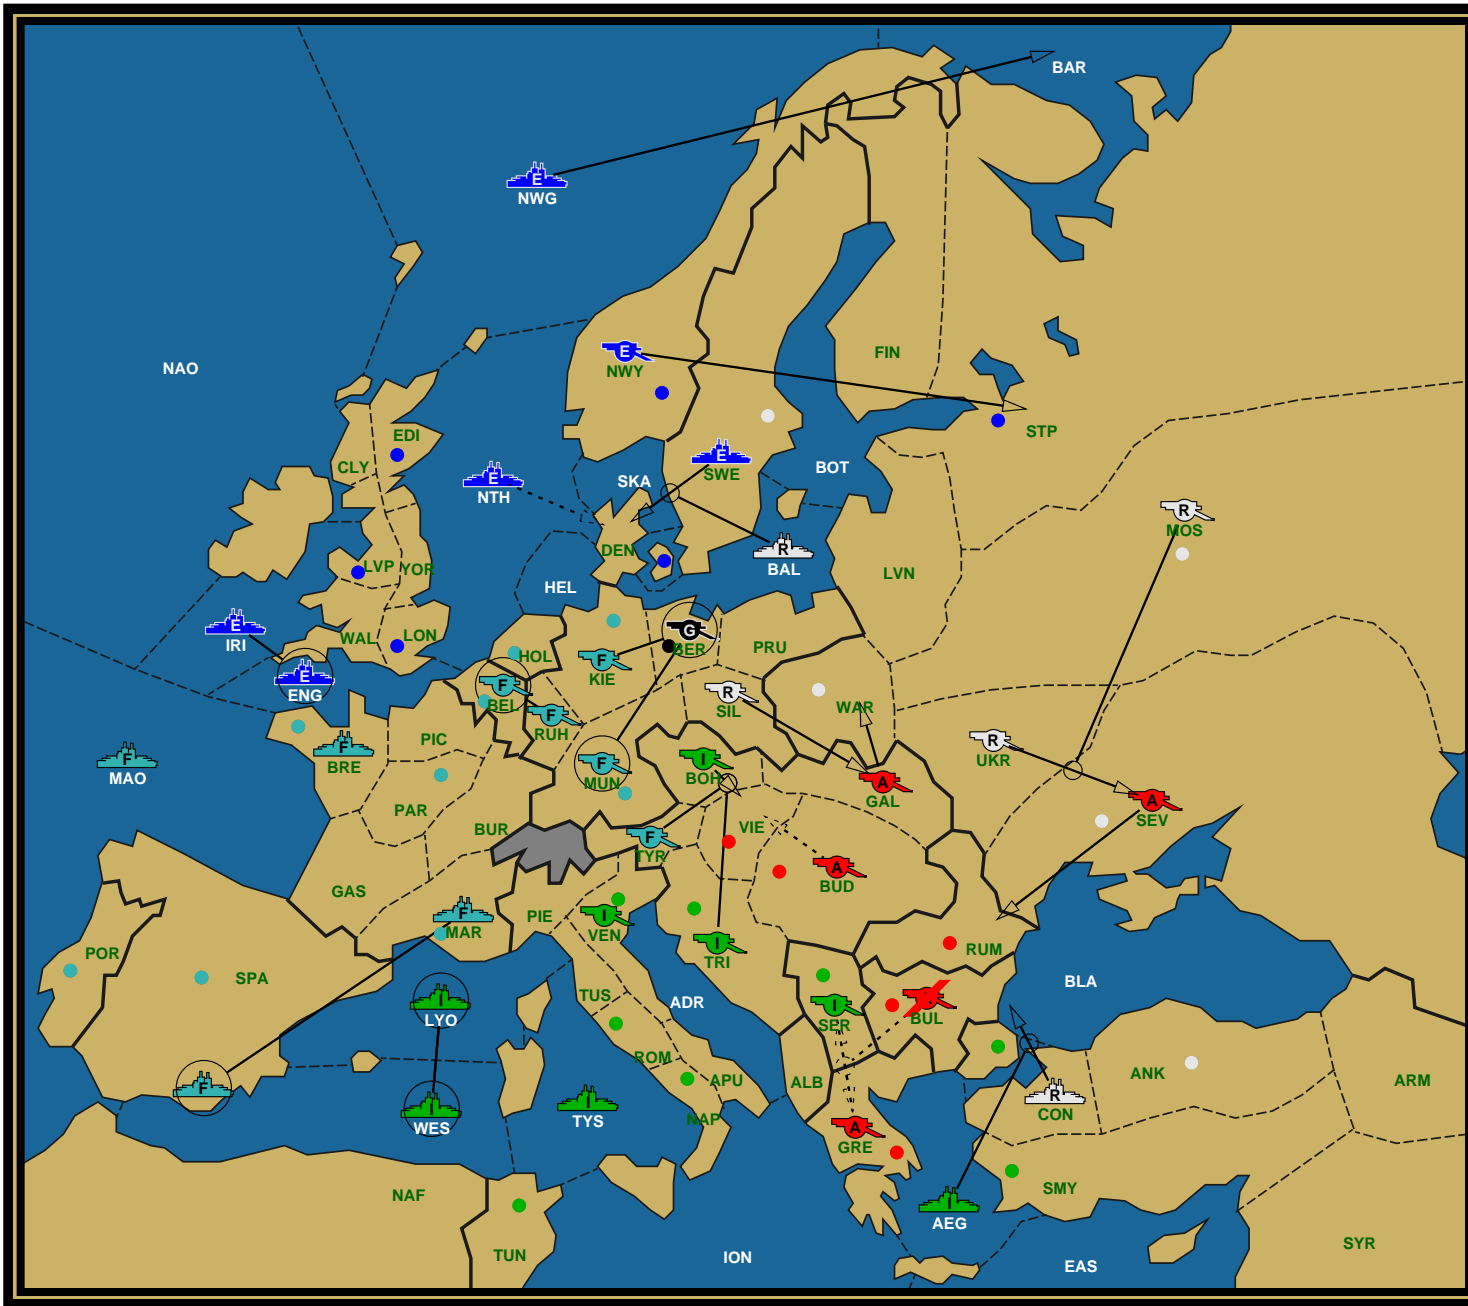 BAR
E
NWG
E
NWY
FIN
NAO
EDI
STP
CLY
E
SWE
BOT
SKA
E
NTH
R
MOS
DEN
R
BAL
LVP
YOR
HEL
LVN
E
IRI
WAL
LON
G
BER
PRU
HOL
F
KIE
E
ENG
F
BEL
R
SIL
WAR
F
RUH
PIC
F
BRE
R
UKR
F
MAO
F
MUN
I
BOH
A
GAL
PAR
BUR
VIE
A
SEV
F
TYR
A
BUD
GAS
F
MAR
PIE
I
VEN
I
TRI
RUM
POR
SPA
BLA
TUS
ADR
I
LYO
I
SER
A
BUL
ROM
APU
ALB
ANK
ARM
F
I
WES
I
TYS
R
CON
NAP
A
GRE
NAF
SMY
I
AEG
TUN
ION
SYR
EAS